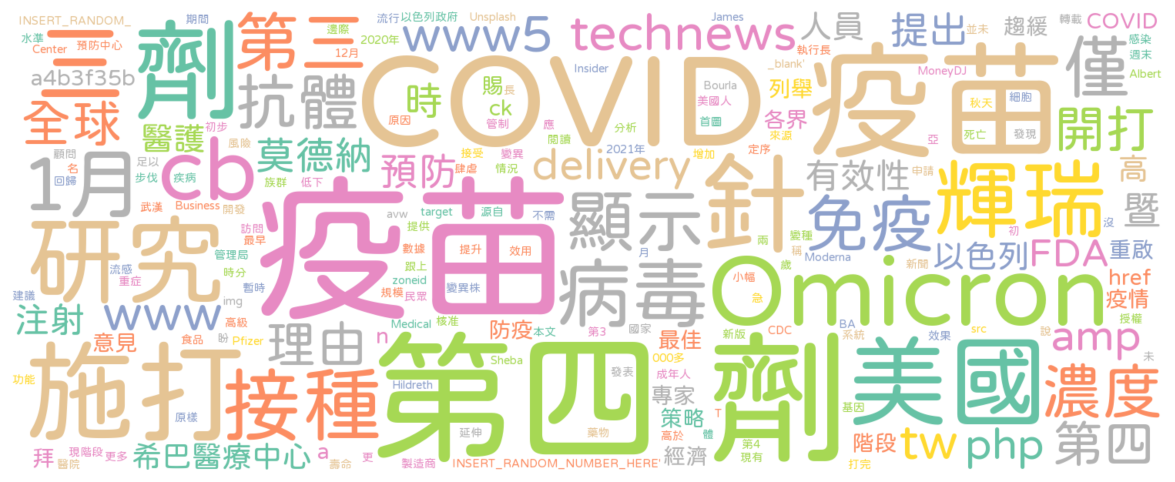 INSERT_RANDOM_
期間
流行
以色列政府
Unsplash
James
人員
提出
並未
趨緩
轉載
COVID
水準
Center
預防中心
12月
2020年
www5
technews
執行長
感染
週末
a4b3f35b
劑
第三
三
抗體
時
賜
長
ck
Insider
Bourla
美國人
_blank'
列舉
MoneyDJ
僅
Albert
全球
醫護
初步
原因
管制
應
COVID
首圖
各界
來源
疫苗
秋天
細胞
死亡
發現
開打
顧問
名
足以
風險
莫德納
閱讀
分析
2021年
定序
亞
1月
回歸
步伐
疾病
族群
低下
cb
預防
接受
肆虐
變異
情況
delivery
增加
有效性
申請
高
武漢
Business
開發
avw
target
源自
不需
顯示
針
兩
變種
稱
免疫
輝瑞
沒
初
暨
研究
訪問
最早
管理局
疫苗
提供
數據
跟上
提升
效用
月
歲
Moderna
新聞
以色列
FDA
重啟
流感
重症
時分
暫時
zoneid
規模
民眾
變異株
病毒
小幅
急
Omicron
href
疫情
建議
www
img
注射
高級
盼
理由
Medical
核准
n
防疫
本文
第3
國家
最佳
新版
CDC
BA
系統
效果
src
說
授權
amp
意見
食品
Pfizer
Sheba
000多
發表
成年人
未
功能
施打
接種
原樣
Hildreth
第四
專家
T
劑
基因
美國
濃度
延伸
藥物
策略
高於
體
第4
現有
打完
階段
tw
php
第四
拜
現階段
更多
醫院
希巴醫療中心
a
壽命
更
製造商
INSERT_RANDOM_NUMBER_HERE
經濟